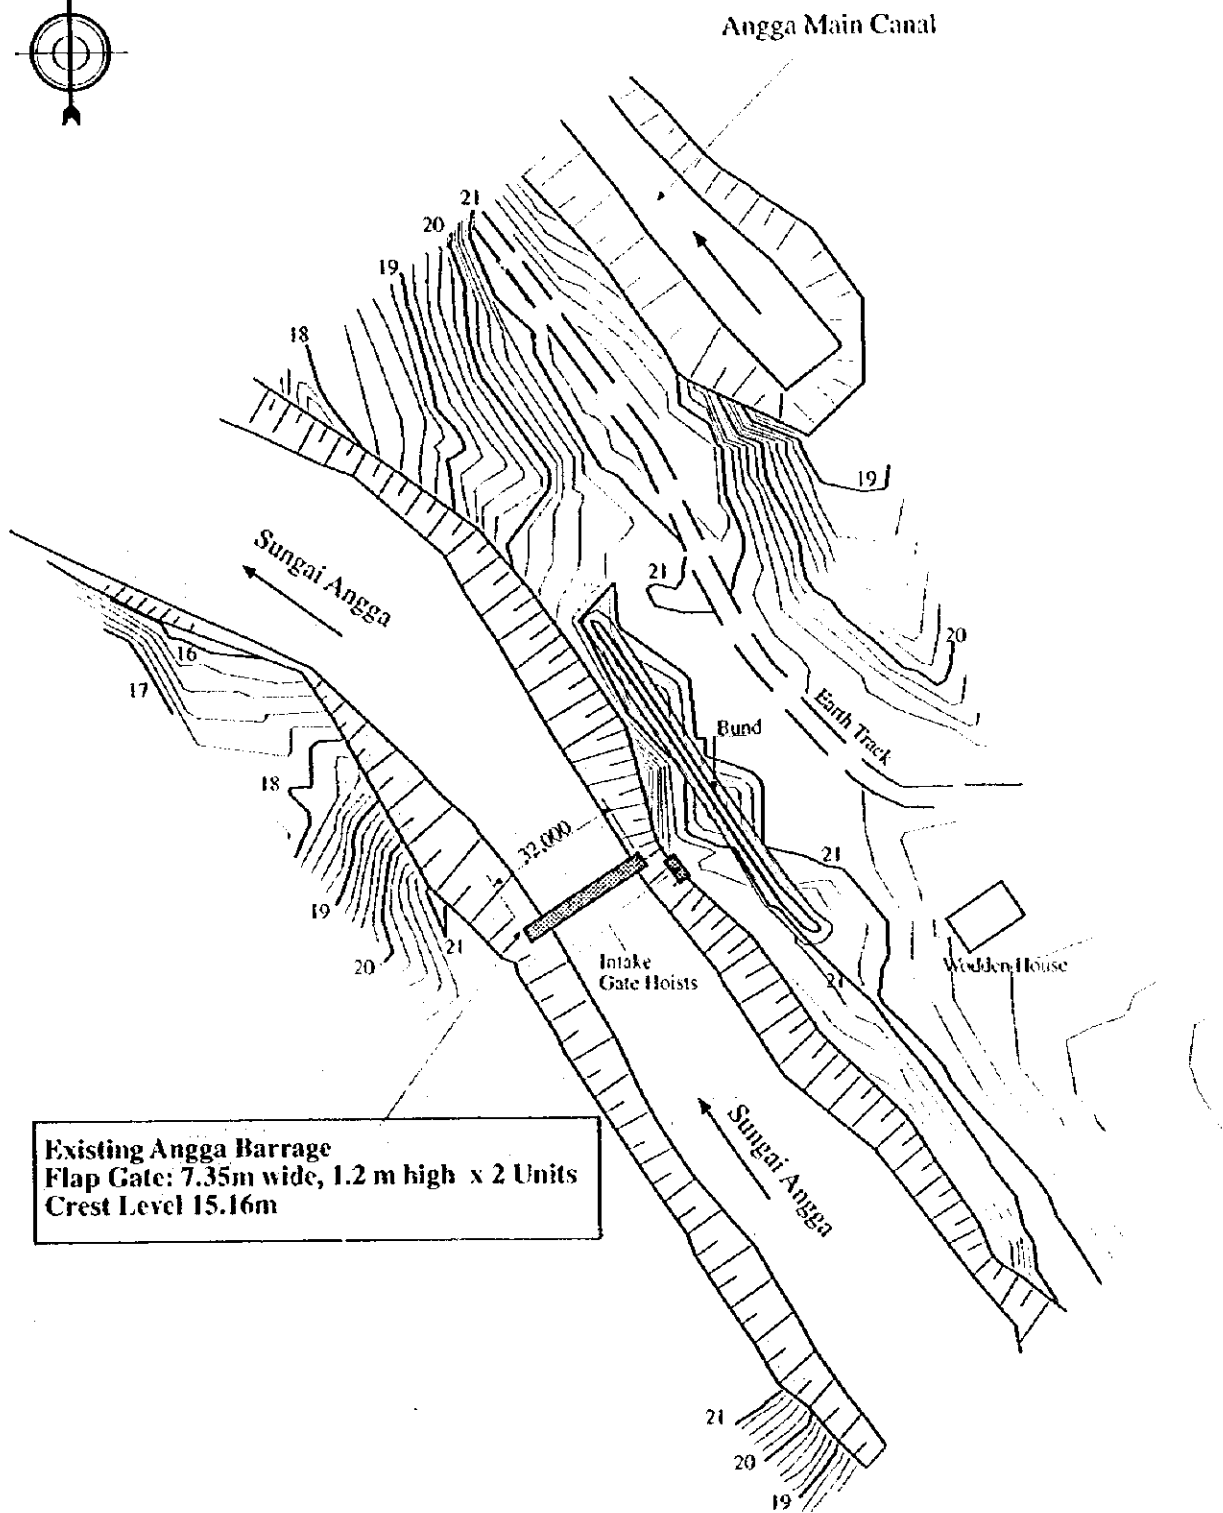 Angga Main Canal
21
20
19
18
19
Sungai Angga
21
16
17
20
Earth Track
Bund
18
32,000
21
19
21
20
Intake
Gate Hoists
Wodden House
21
Existing Angga Barrage
Flap Gate: 7.35m wide, 1.2 m high x 2 Units
Crest Level 15.16m
Sungai Angga
21
20
19